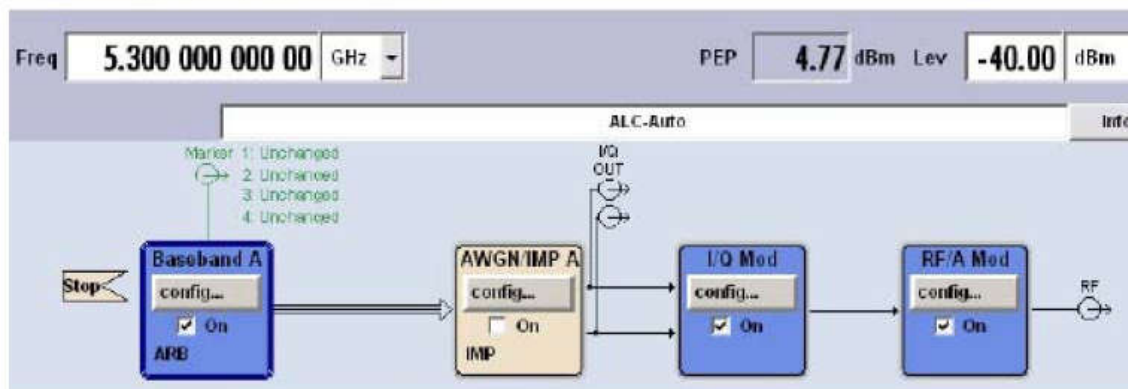 Freq 5.300 000 000 00 GHz PEP 4.77 dBm Lev -40.00 dBm
ALC-Auto Info
Marker 1: Unchanged
2: Unchanged
3: Unchanged
4: Unchanged
I/Q
OUT
Baseband A AWGN/IMP A I/Q Mod RF/A Mod
Stop config... config... config... config... RF
On On On On
ARB IMP